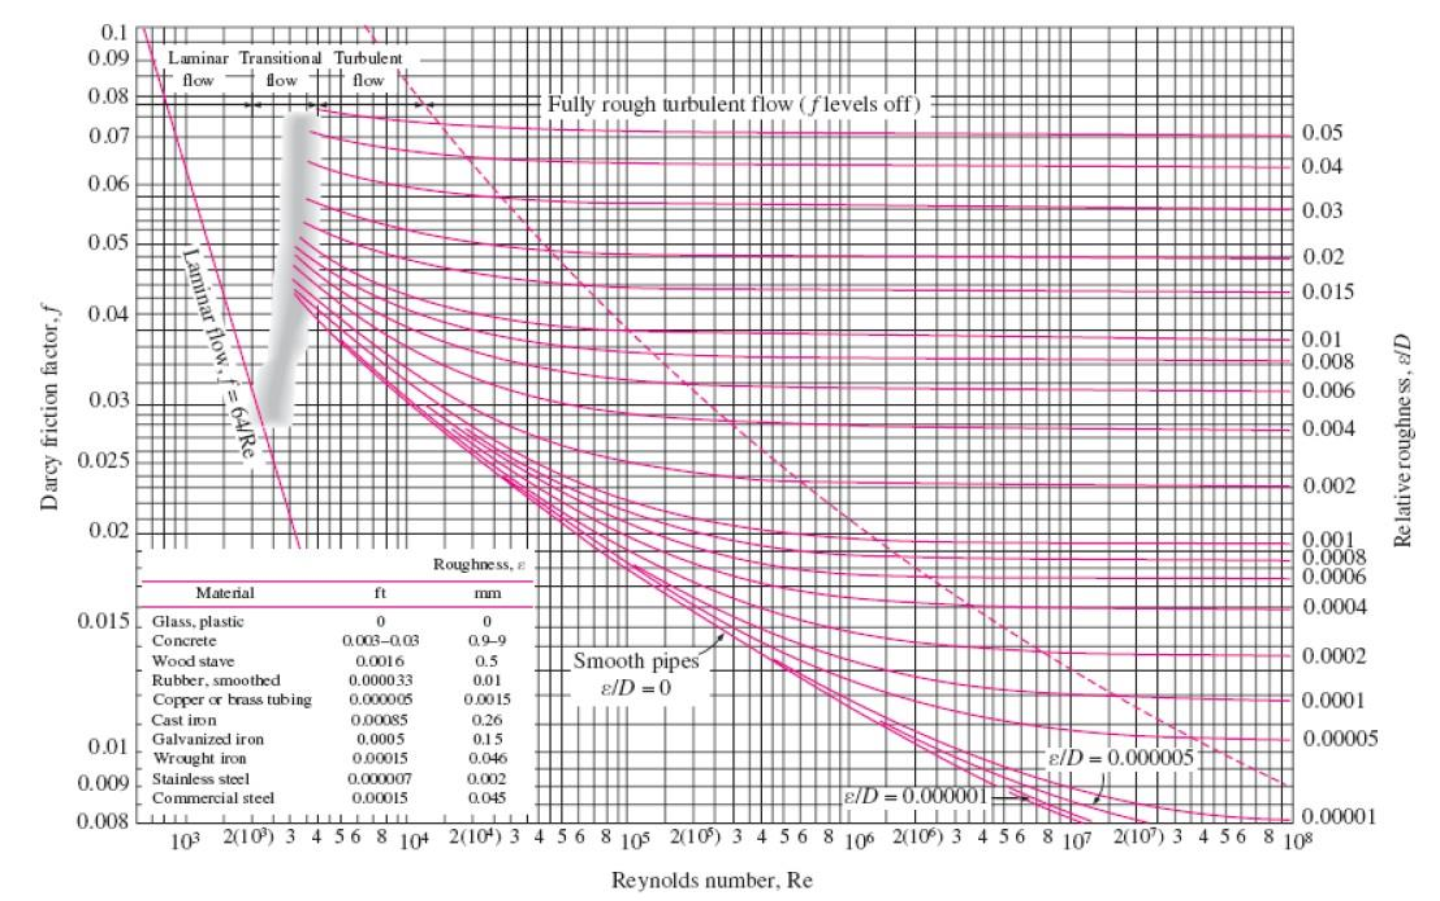 0.1
0.09
0.08
0.07
0.06
0.05
0.04
0.03
0.025
0.02
0.015
0.01
0.009
0.008
Darcy friction factor, f
Laminar flow
Transitional flow
Turbulent flow
Fully rough turbulent flow (f levels off)
Laminar flow, f = 64/Re
0.05
0.04
0.03
0.02
0.015
0.01
0.008
0.006
0.004
0.002
0.001
0.0008
0.0006
0.0004
0.0002
0.0001
0.00005
0.00001
Relative roughness, ε/D
Smooth pipes
ε/D = 0
ε/D = 0.000005
ε/D = 0.000001
Roughness, ε
Material ft mm
Glass, plastic 0 0
Concrete 0.003–0.03 0.9–9
Wood stave 0.0016 0.5
Rubber, smoothed 0.000033 0.01
Copper or brass tubing 0.000005 0.0015
Cast iron 0.00085 0.26
Galvanized iron 0.0005 0.15
Wrought iron 0.00015 0.046
Stainless steel 0.000007 0.002
Commercial steel 0.00015 0.045
10³ 2(10³) 3 4 5 6 8 10⁴ 2(10⁴) 3 4 5 6 8 10⁵ 2(10⁵) 3 4 5 6 8 10⁶ 2(10⁶) 3 4 5 6 8 10⁷ 2(10⁷) 3 4 5 6 8 10⁸
Reynolds number, Re